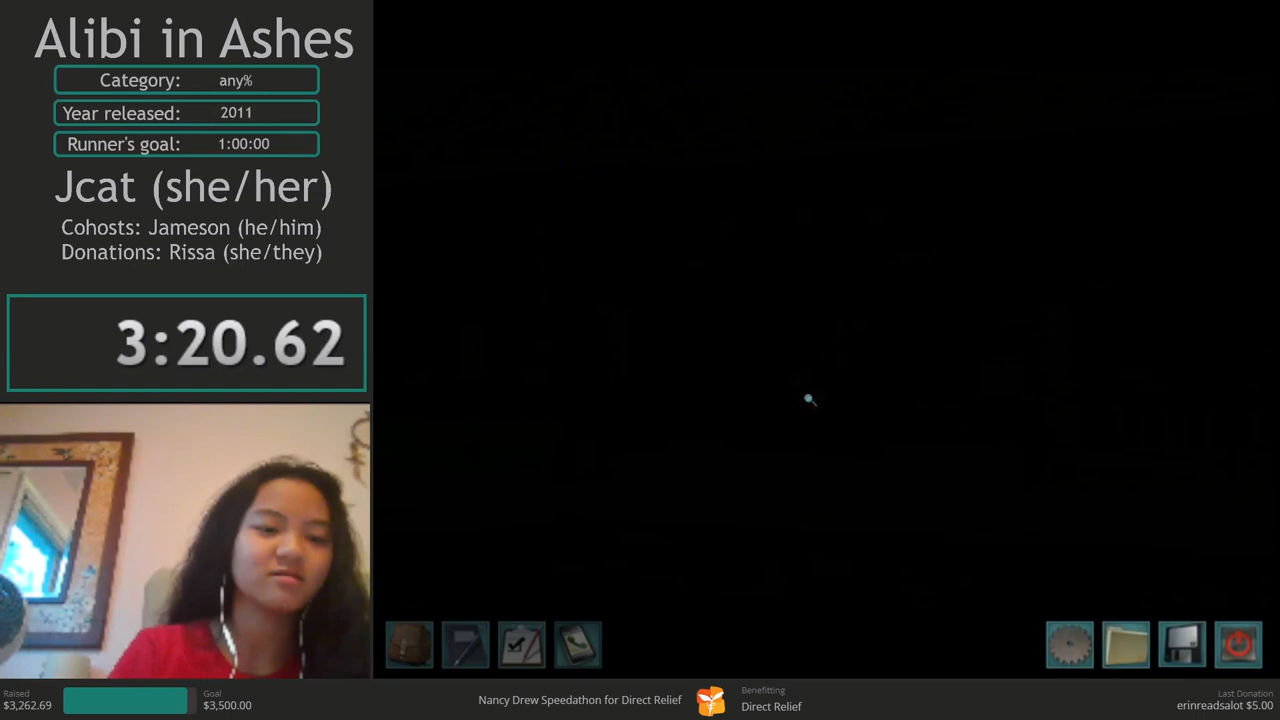 Alibi in Ashes
Category: any%
Year released: 2011
Runner's goal: 1:00:00
Jcat (she/her)
Cohosts: Jameson (he/him)
Donations: Rissa (she/they)
3:20.62
Raised
$3,262.69
Goal
$3,500.00
Nancy Drew Speedathon for Direct Relief
Benefitting
Direct Relief
Last Donation
erinreadsalot $5.00